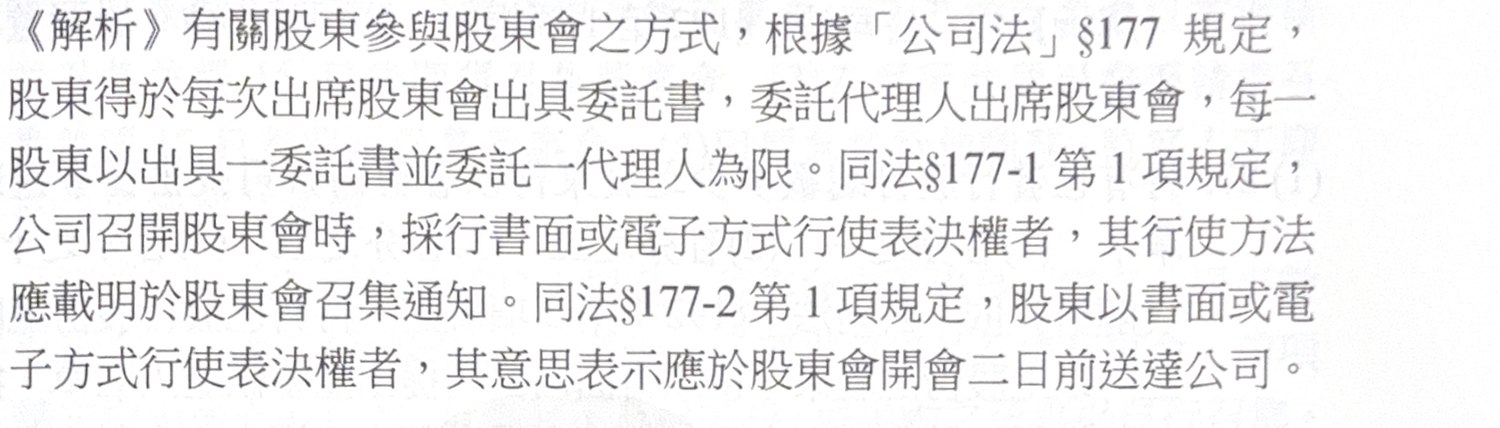 《解析》有關股東參與股東會之方式，根據「公司法」§177 規定，
股東得於每次出席股東會出具委託書，委託代理人出席股東會，每一
股東以出具一委託書並委託一代理人為限。同法§177-1 第 1 項規定，
公司召開股東會時，採行書面或電子方式行使表決權者，其行使方法
應載明於股東會召集通知。同法§177-2 第 1 項規定，股東以書面或電
子方式行使表決權者，其意思表示應於股東會開會二日前送達公司。